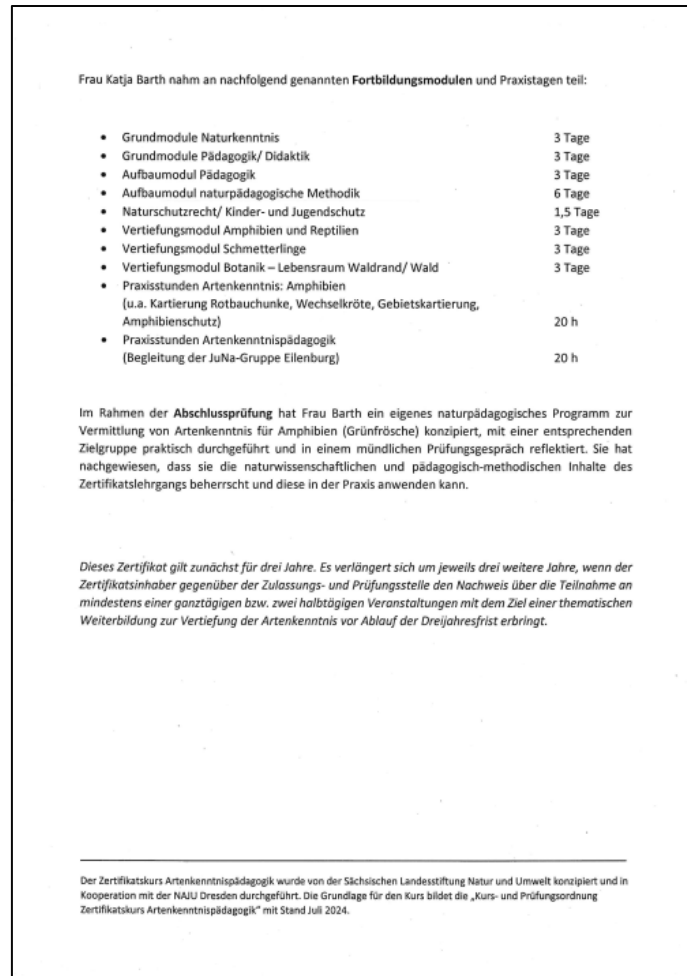 Frau Katja Barth nahm an nachfolgend genannten Fortbildungsmodulen und Praxistagen teil:
• Grundmodule Naturkenntnis 3 Tage
• Grundmodule Pädagogik/ Didaktik 3 Tage
• Aufbaumodul Pädagogik 3 Tage
• Aufbaumodul naturpädagogische Methodik 6 Tage
• Naturschutzrecht/ Kinder- und Jugendschutz 1,5 Tage
• Vertiefungsmodul Amphibien und Reptilien 3 Tage
• Vertiefungsmodul Schmetterlinge 3 Tage
• Vertiefungsmodul Botanik – Lebensraum Waldrand/ Wald 3 Tage
• Praxisstunden Artenkenntnis: Amphibien
(u.a. Kartierung Rotbauchunke, Wechselkröte, Gebietskartierung,
Amphibienschutz) 20 h
• Praxisstunden Artenkenntnispädagogik
(Begleitung der JuNa-Gruppe Eilenburg) 20 h
Im Rahmen der Abschlussprüfung hat Frau Barth ein eigenes naturpädagogisches Programm zur
Vermittlung von Artenkenntnis für Amphibien (Grünfrösche) konzipiert, mit einer entsprechenden
Zielgruppe praktisch durchgeführt und in einem mündlichen Prüfungsgespräch reflektiert. Sie hat
nachgewiesen, dass sie die naturwissenschaftlichen und pädagogisch-methodischen Inhalte des
Zertifikatslehrgangs beherrscht und diese in der Praxis anwenden kann.
Dieses Zertifikat gilt zunächst für drei Jahre. Es verlängert sich um jeweils drei weitere Jahre, wenn der
Zertifikatsinhaber gegenüber der Zulassungs- und Prüfungsstelle den Nachweis über die Teilnahme an
mindestens einer ganztägigen bzw. zwei halbtägigen Veranstaltungen mit dem Ziel einer thematischen
Weiterbildung zur Vertiefung der Artenkenntnis vor Ablauf der Dreijahresfrist erbringt.
Der Zertifikatskurs Artenkenntnispädagogik wurde von der Sächsischen Landesstiftung Natur und Umwelt konzipiert und in
Kooperation mit der NAJU Dresden durchgeführt. Die Grundlage für den Kurs bildet die „Kurs- und Prüfungsordnung
Zertifikatskurs Artenkenntnispädagogik“ mit Stand Juli 2024.